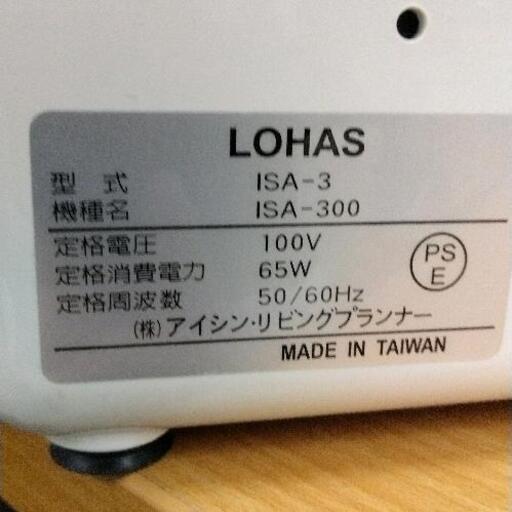 LOHAS
型 式 ISA-3
機種名 ISA-300
定格電圧 100V
定格消費電力 65W
定格周波数 50/60Hz
PS
E
(株)アイシン・リビングプランナー
MADE IN TAIWAN